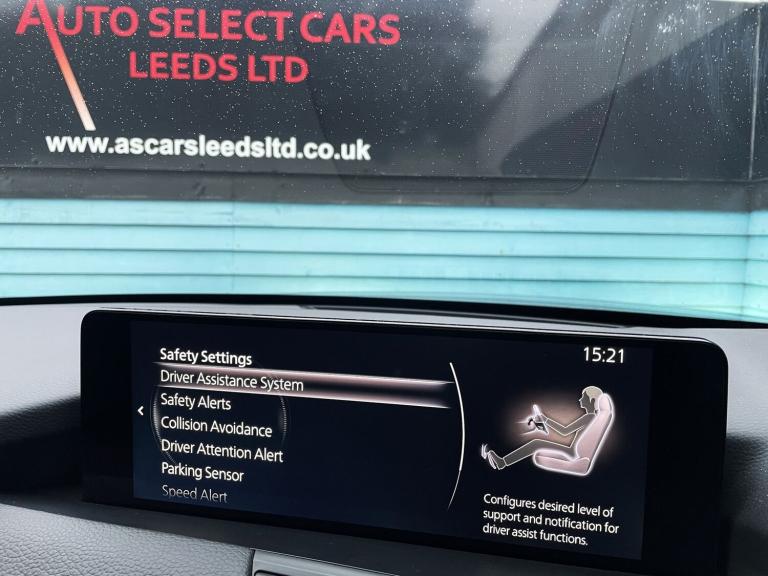 AUTO SELECT CARS
LEEDS LTD
www.ascarsleedsltd.co.uk
Safety Settings
15:21
Driver Assistance System
Safety Alerts
Collision Avoidance
Driver Attention Alert
Parking Sensor
Speed Alert
Configures desired level of
support and notification for
driver assist functions.